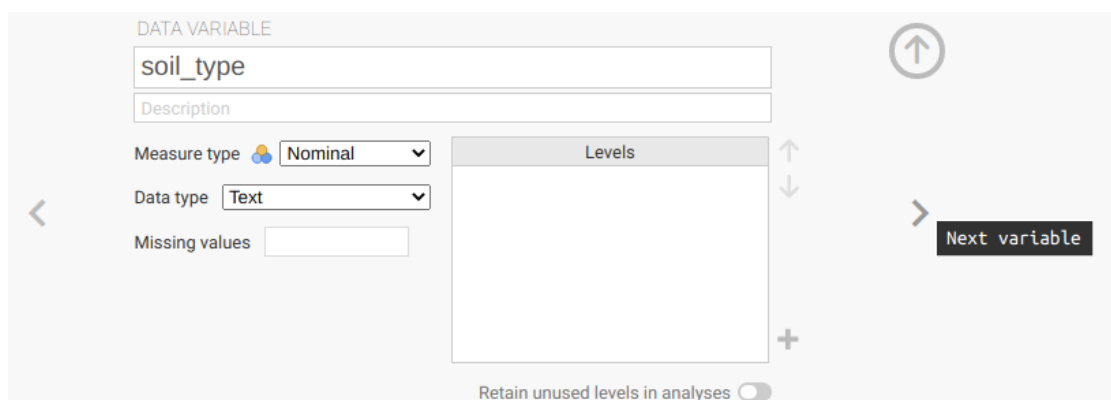 DATA VARIABLE
soil_type
Description
Measure type Nominal
Levels
Data type Text
Missing values
Next variable
Retain unused levels in analyses